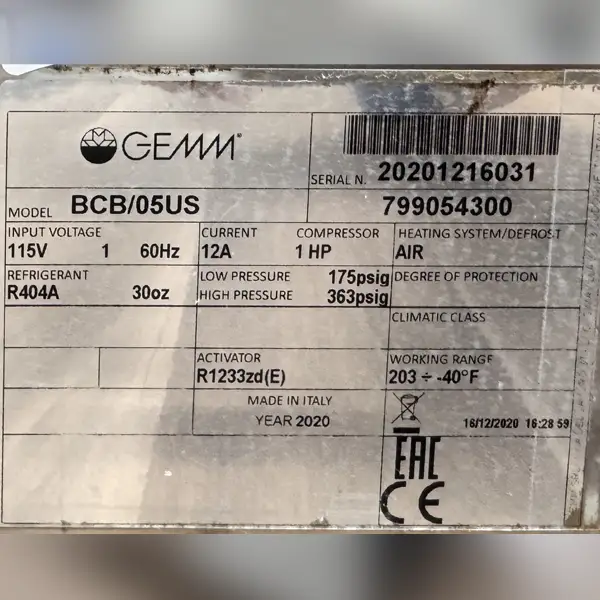 GEMM®
SERIAL N. 20201216031
MODEL BCB/05US 799054300
INPUT VOLTAGE CURRENT COMPRESSOR HEATING SYSTEM/DEFROST
115V 1 60Hz 12A 1 HP AIR
REFRIGERANT LOW PRESSURE 175psig DEGREE OF PROTECTION
R404A 30oz HIGH PRESSURE 363psig
CLIMATIC CLASS
ACTIVATOR WORKING RANGE
R1233zd(E) 203 ÷ -40°F
MADE IN ITALY
YEAR 2020 16/12/2020 16:28 59
EAC
CE